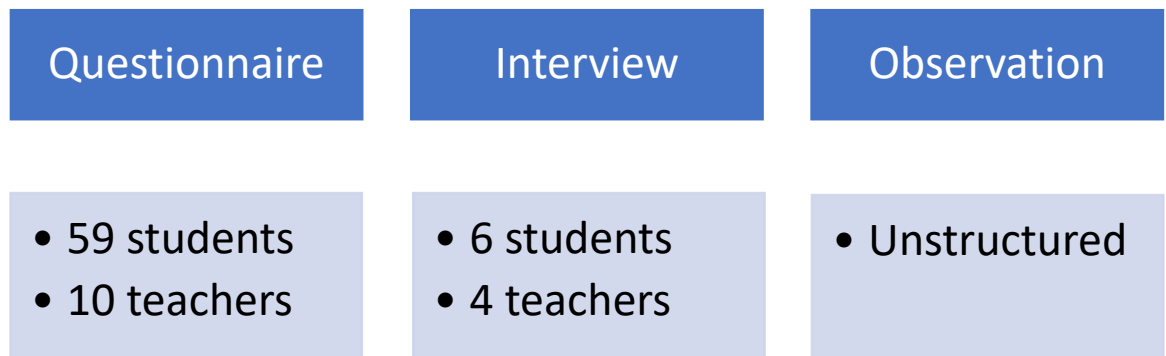 Questionnaire
• 59 students
• 10 teachers
Interview
• 6 students
• 4 teachers
Observation
• Unstructured